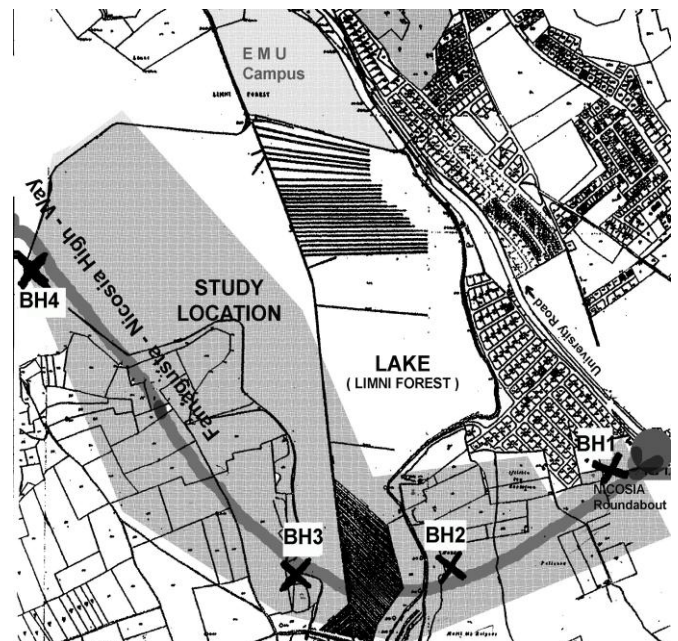 E M U
Campus
LIMNI FOREST
Famagusta - Nicosia High - Way
BH4
STUDY
LOCATION
LAKE
( LIMNI FOREST )
University Road
BH1
NICOSIA
Roundabout
BH3
BH2